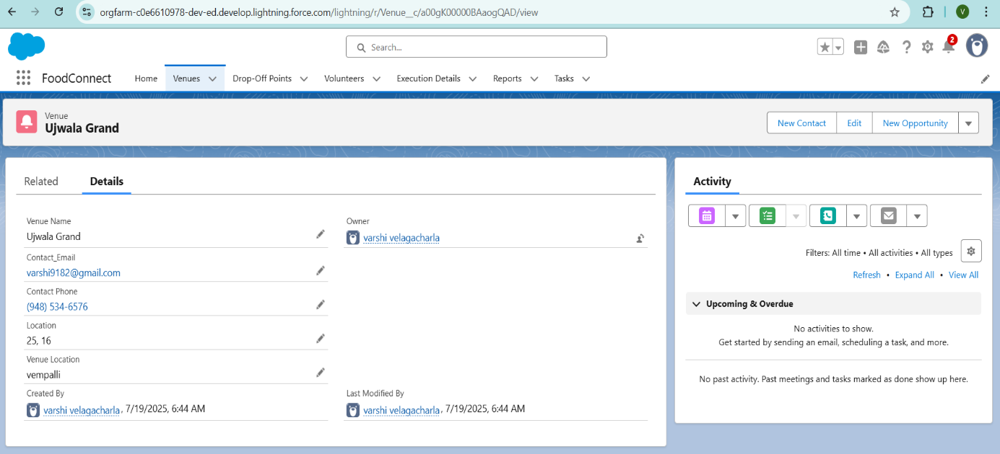 orgfarm-c0e6610978-dev-ed.develop.lightning.force.com/lightning/r/Venue__c/a00gK00000BAaogQAD/view
V
Search...
2
FoodConnect Home Venues Drop-Off Points Volunteers Execution Details Reports Tasks
Venue
Ujwala Grand
New Contact Edit New Opportunity
Related Details
Venue Name
Ujwala Grand
Owner
varshi velagacharla
Contact_Email
varshi9182@gmail.com
Contact Phone
(948) 534-6576
Location
25, 16
Venue Location
vempalli
Created By
varshi velagacharla, 7/19/2025, 6:44 AM
Last Modified By
varshi velagacharla, 7/19/2025, 6:44 AM
Activity
Filters: All time • All activities • All types
Refresh • Expand All • View All
Upcoming & Overdue
No activities to show.
Get started by sending an email, scheduling a task, and more.
No past activity. Past meetings and tasks marked as done show up here.